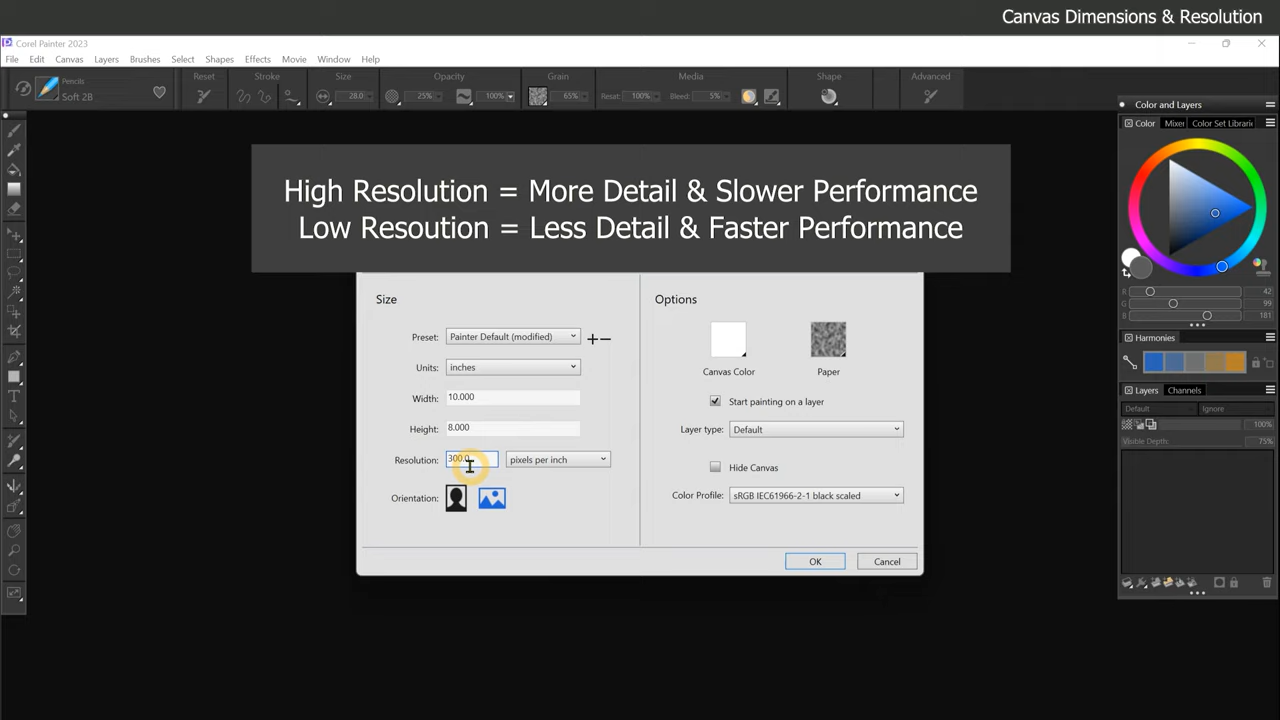 Canvas Dimensions & Resolution
Corel Painter 2023
File Edit Canvas Layers Brushes Select Shapes Effects Movie Window Help
Reset Stroke Size Opacity Grain Media Shape Advanced
Pencils
Soft 2B
28.0 25% 100% 65% Resat: 100% Bleed: 5%
Color and Layers
Color Mixer Color Set Librarie
High Resolution = More Detail & Slower Performance
Low Resoution = Less Detail & Faster Performance
R 42
G 99
B 181
Harmonies
Layers Channels
Default Ignore
100%
Visible Depth: 75%
Size
Preset: Painter Default (modified)
Units: inches
Width: 10.000
Height: 8.000
Resolution: 300.0 pixels per inch
Orientation:
Options
Canvas Color Paper
Start painting on a layer
Layer type: Default
Hide Canvas
Color Profile: sRGB IEC61966-2-1 black scaled
OK Cancel